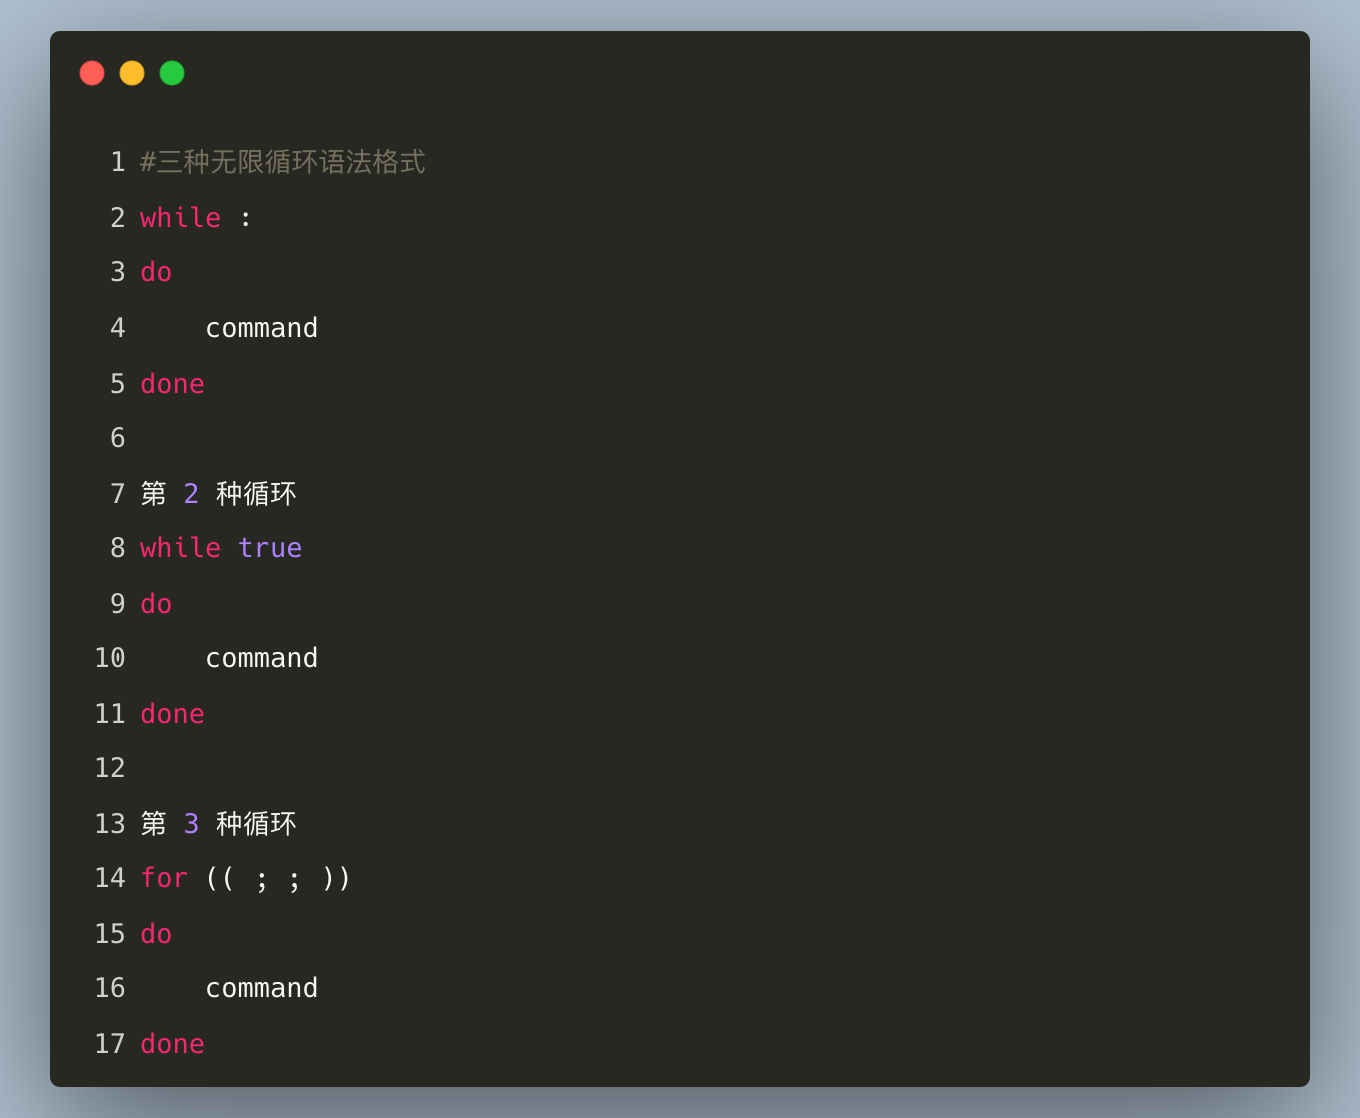 1 #三种无限循环语法格式
2 while :
3 do
4     command
5 done
6
7 第 2 种循环
8 while true
9 do
10     command
11 done
12
13 第 3 种循环
14 for (( ; ; ))
15 do
16     command
17 done